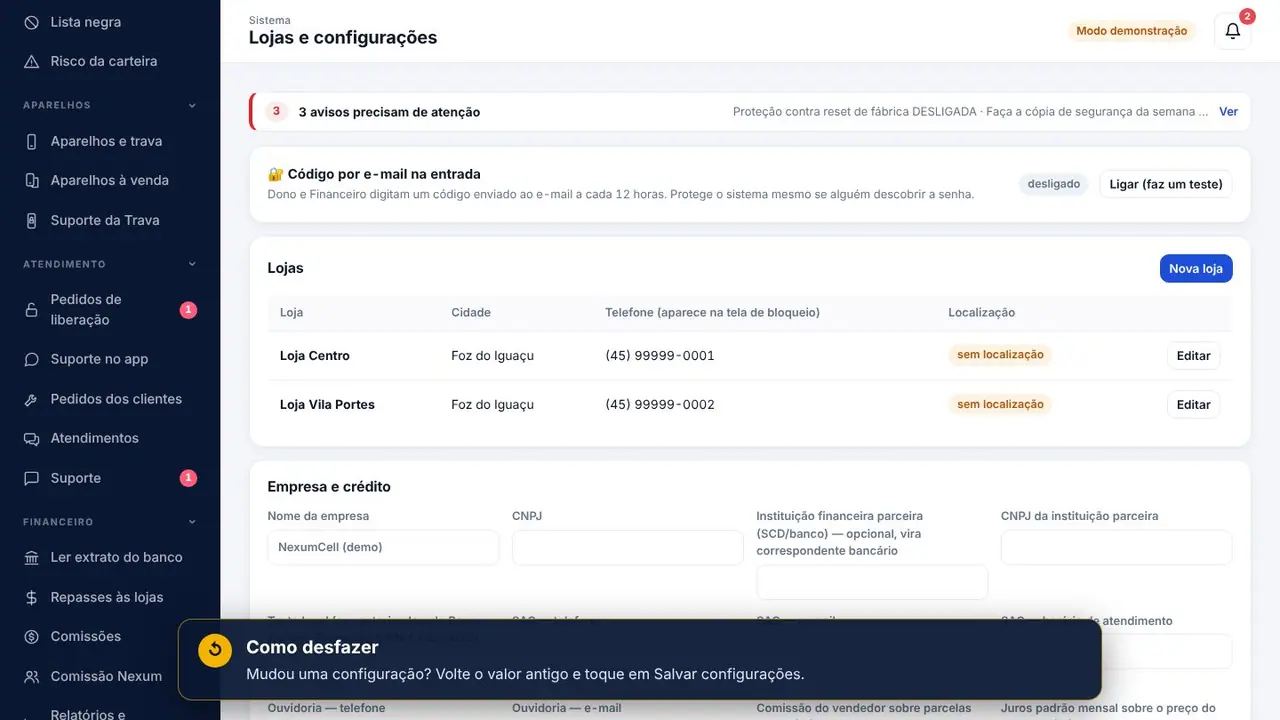 Lista negra
Risco da carteira
APARELHOS
Aparelhos e trava
Aparelhos à venda
Suporte da Trava
ATENDIMENTO
Pedidos de
liberação
1
Suporte no app
Pedidos dos clientes
Atendimentos
Suporte
1
FINANCEIRO
Ler extrato do banco
Repasses às lojas
Comissões
Comissão Nexum
Relatórios e
Sistema
Lojas e configurações
Modo demonstração
2
3
3 avisos precisam de atenção
Proteção contra reset de fábrica DESLIGADA · Faça a cópia de segurança da semana ...
Ver
Código por e-mail na entrada
Dono e Financeiro digitam um código enviado ao e-mail a cada 12 horas. Protege o sistema mesmo se alguém descobrir a senha.
desligado
Ligar (faz um teste)
Lojas
Nova loja
Loja Cidade Telefone (aparece na tela de bloqueio) Localização
Loja Centro Foz do Iguaçu (45) 99999-0001 sem localização Editar
Loja Vila Portes Foz do Iguaçu (45) 99999-0002 sem localização Editar
Empresa e crédito
Nome da empresa
NexumCell (demo)
CNPJ
Instituição financeira parceira
(SCD/banco) — opcional, vira
correspondente bancário
CNPJ da instituição parceira
atendimento
Como desfazer
Mudou uma configuração? Volte o valor antigo e toque em Salvar configurações.
Ouvidoria — telefone
Ouvidoria — e-mail
Comissão do vendedor sobre parcelas
Juros padrão mensal sobre o preço do